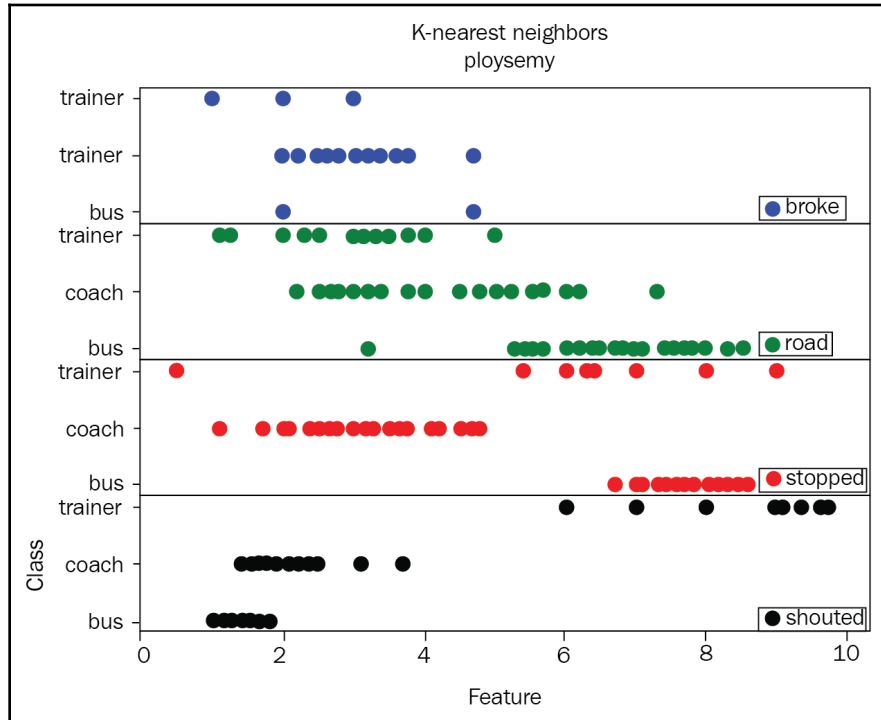 K-nearest neighbors
ploysemy
trainer
trainer
bus
broke
trainer
coach
bus
road
trainer
coach
bus
stopped
trainer
coach
bus
shouted
Class
0 2 4 6 8 10
Feature